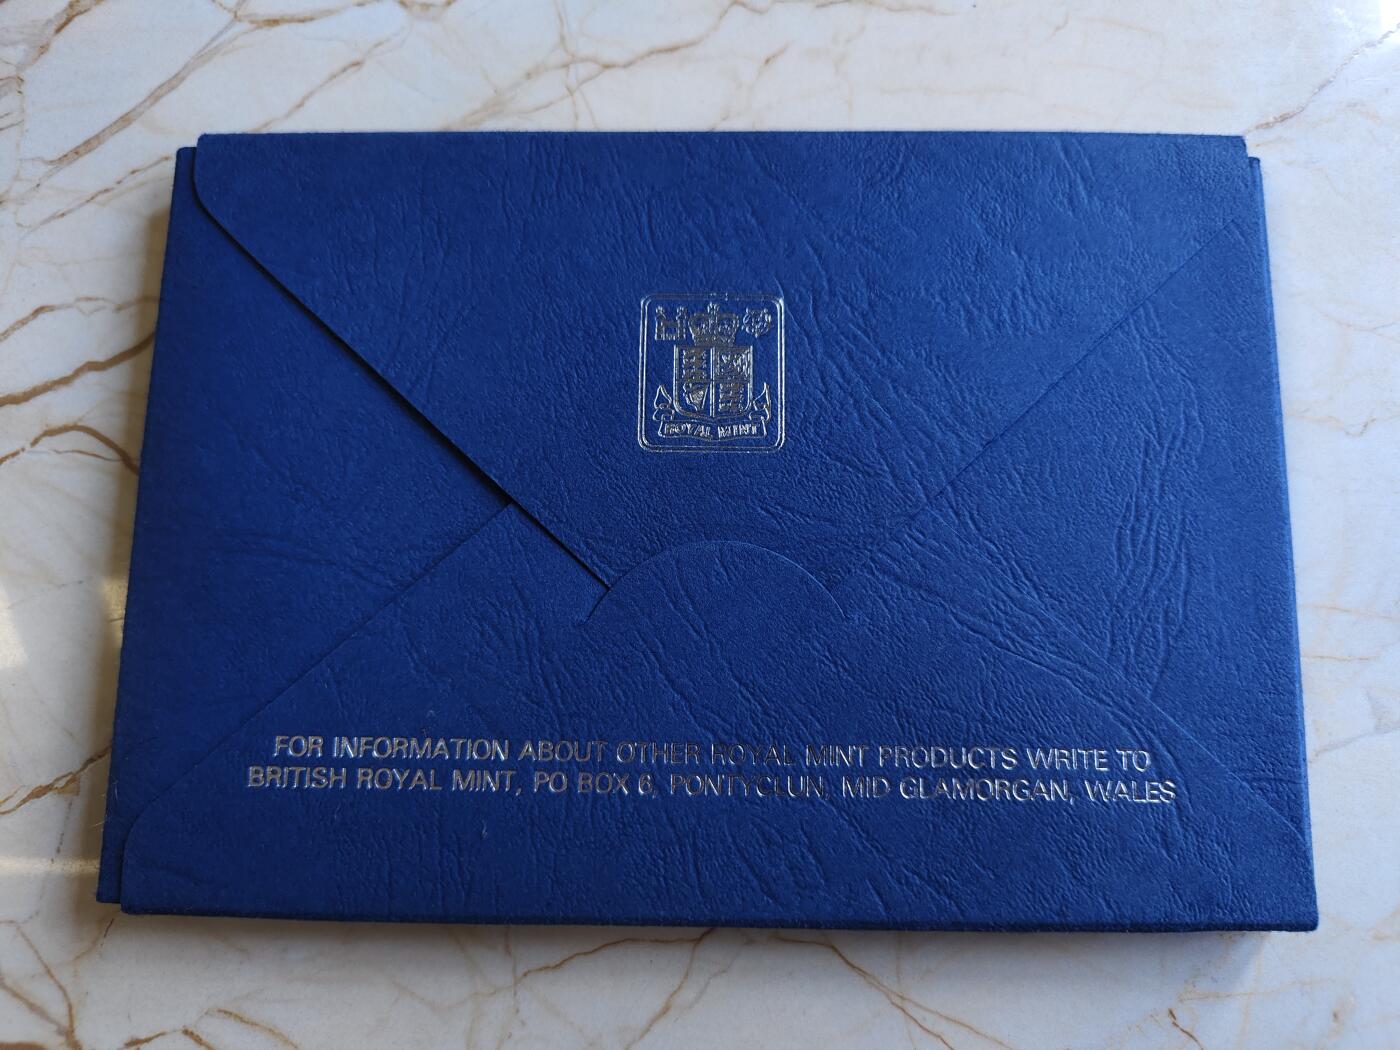 ROYAL MINT
FOR INFORMATION ABOUT OTHER ROYAL MINT PRODUCTS WRITE TO
BRITISH ROYAL MINT, PO BOX 6, PONTYCLUN, MID GLAMORGAN, WALES